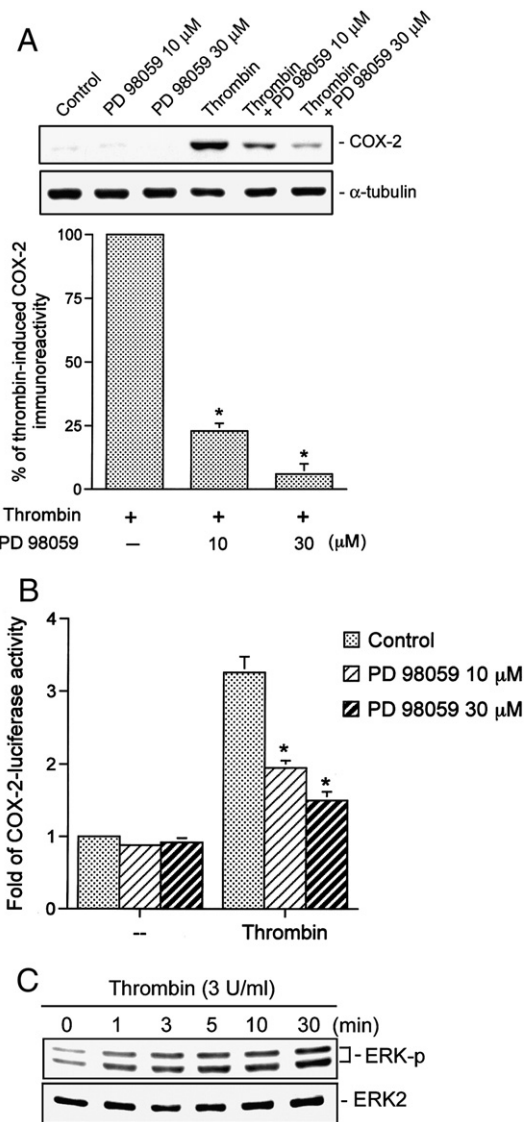 A
Control
PD 98059 10 μM
PD 98059 30 μM
Thrombin
Thrombin
+ PD 98059 10 μM
Thrombin
+ PD 98059 30 μM
- COX-2
- α-tubulin
% of thrombin-induced COX-2
immunoreactivity
100
75
50
25
0
*
*
Thrombin + + +
PD 98059 — 10 30 (μM)
B
Fold of COX-2-luciferase activity
4
3
2
1
0
Control
PD 98059 10 μM
PD 98059 30 μM
*
*
-- Thrombin
C
Thrombin (3 U/ml)
0 1 3 5 10 30 (min)
-ERK-p
- ERK2